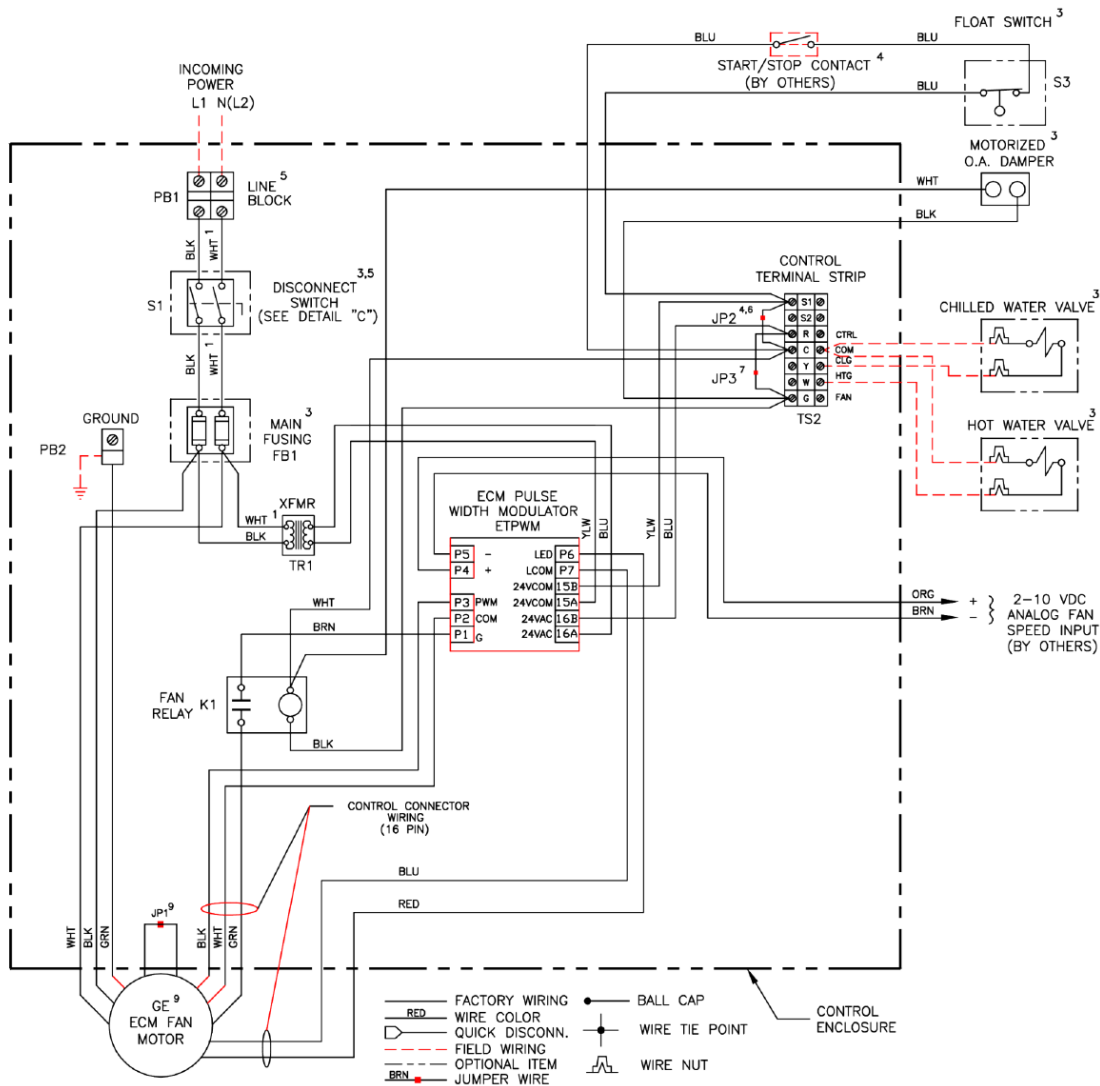 FLOAT SWITCH 3
BLU
BLU
START/STOP CONTACT 4
(BY OTHERS)
BLU
S3
INCOMING
POWER
L1 N(L2)
MOTORIZED 3
O.A. DAMPER
WHT
BLK
PB1
LINE 5
BLOCK
BLK
WHT 1
S1
DISCONNECT 3,5
SWITCH
(SEE DETAIL "C")
BLK
WHT 1
CONTROL
TERMINAL STRIP
S1
S2
R
C
Y
W
G
CTRL
COM
CLG
HTG
FAN
TS2
JP2 4,6
JP3 7
CHILLED WATER VALVE 3
HOT WATER VALVE 3
GROUND
PB2
MAIN 3
FUSING
FB1
XFMR
WHT 1
BLK
TR1
ECM PULSE
WIDTH MODULATOR
ETPWM
YLW
BLU
YLW
BLU
P5 -
P4 +
P3 PWM
P2 COM
P1 G
LED P6
LCOM P7
24VCOM 15B
24VCOM 15A
24VAC 16B
24VAC 16A
WHT
BRN
ORG +
BRN -
2-10 VDC
ANALOG FAN
SPEED INPUT
(BY OTHERS)
FAN
RELAY
K1
BLK
CONTROL CONNECTOR
WIRING
(16 PIN)
BLU
RED
JP1 9
WHT
BLK
GRN
BLK
WHT
GRN
GE 9
ECM FAN
MOTOR
FACTORY WIRING
RED WIRE COLOR
QUICK DISCONN.
FIELD WIRING
OPTIONAL ITEM
BRN JUMPER WIRE
BALL CAP
WIRE TIE POINT
WIRE NUT
CONTROL
ENCLOSURE